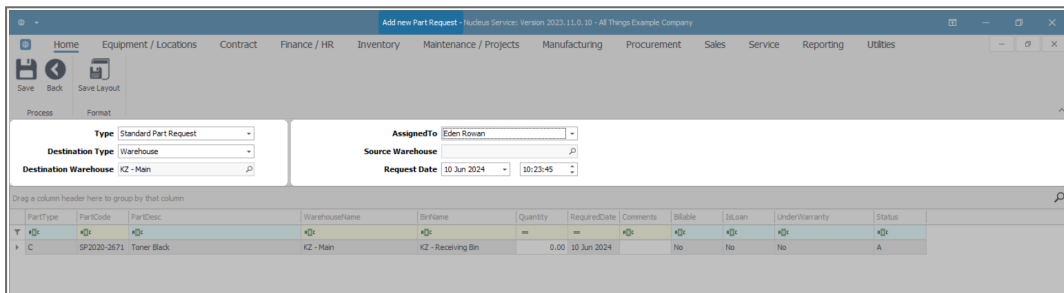 Add new Part Request - Nucleus Service: Version 2023.11.0.10 - All Things Example Company
Home Equipment / Locations Contract Finance / HR Inventory Maintenance / Projects Manufacturing Procurement Sales Service Reporting Utilities
Save Back Save Layout
Process Format
Type Standard Part Request AssignedTo Eden Rowan
Destination Type Warehouse Source Warehouse
Destination Warehouse KZ - Main Request Date 10 Jun 2024 10:23:45
Drag a column header here to group by that column
PartType PartCode PartDesc WarehouseName BinName Quantity RequiredDate Comments Billable IsLoan UnderWarranty Status
C SP2020-2671 Toner Black KZ - Main KZ - Receiving Bin 0.00 10 Jun 2024 No No No A